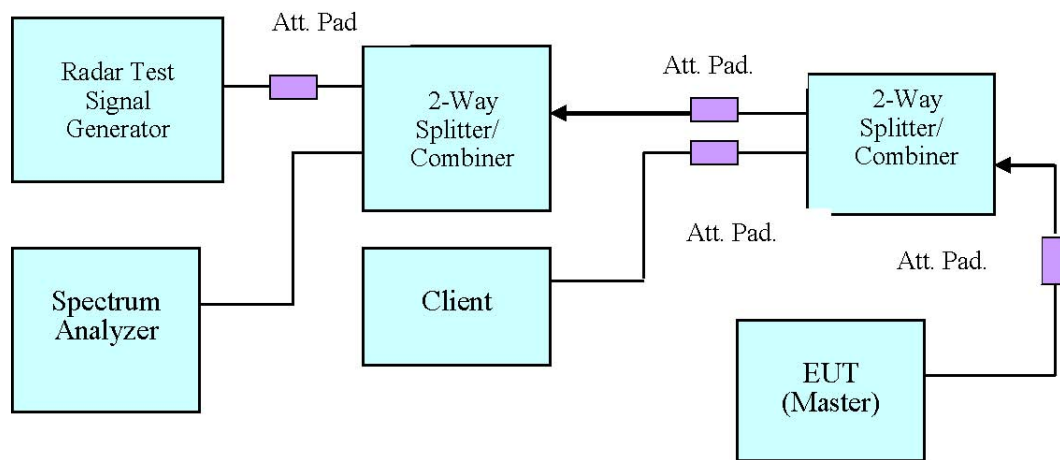 Att. Pad
Radar Test
Signal
Generator
2-Way
Splitter/
Combiner
Att. Pad.
2-Way
Splitter/
Combiner
Att. Pad.
Att. Pad.
Spectrum
Analyzer
Client
EUT
(Master)